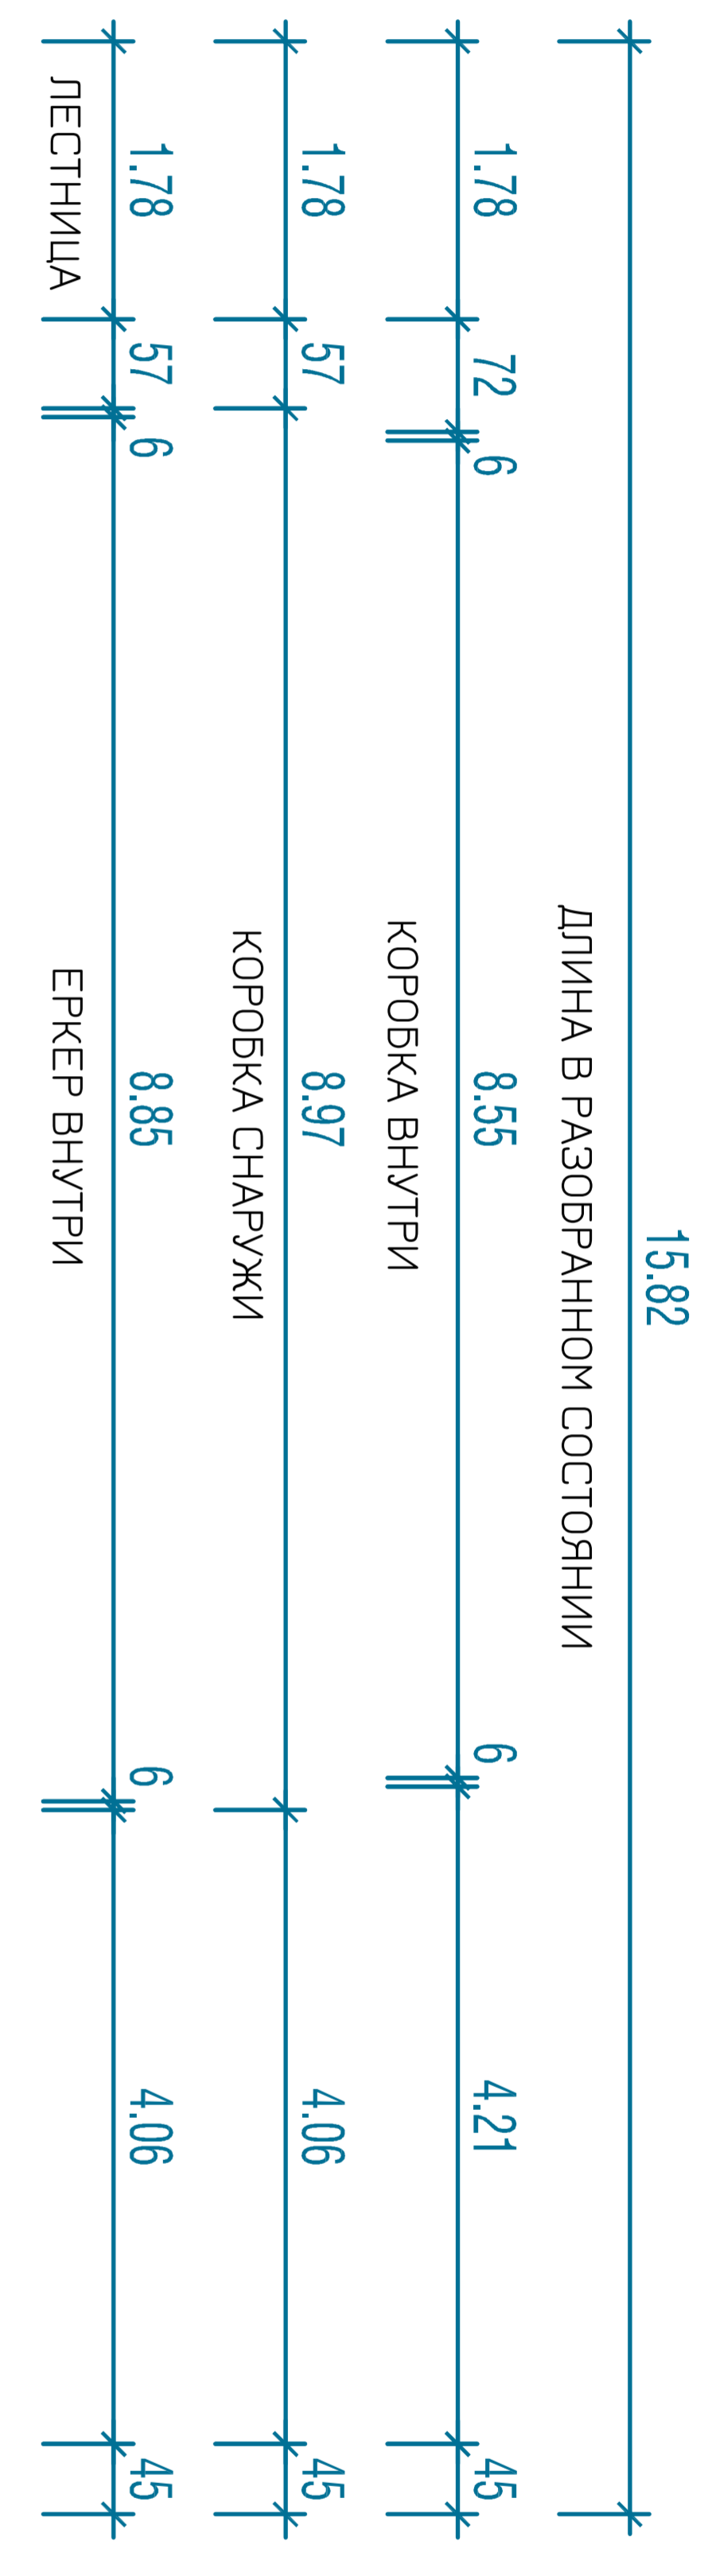 15.82
ДЛИНА В РАЗОБРАННОМ СОСТОЯНИИ
1.78 72 6 8.55 6 4.21 45
КОРОБКА ВНУТРИ
1.78 57 8.97 4.06 45
КОРОБКА СНАРУЖИ
1.78 57 6 8.85 6 4.06 45
ЛЕСТНИЦА ЕРКЕР ВНУТРИ